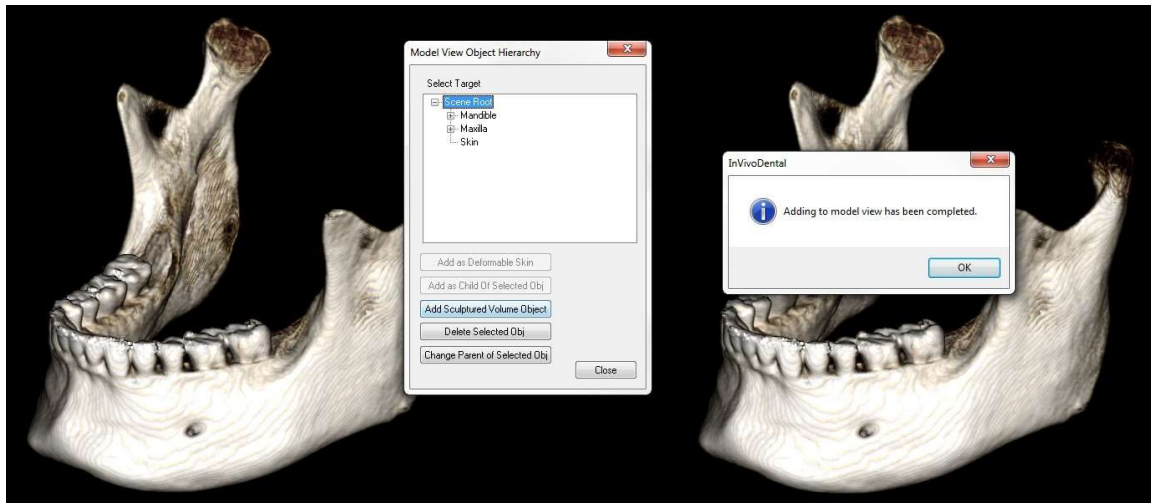 Model View Object Hierarchy
Select Target
Scene Root
Mandible
Maxilla
Skin
Add as Deformable Skin
Add as Child Of Selected Obj
Add Sculptured Volume Object
Delete Selected Obj
Change Parent of Selected Obj
Close
InVivoDental
Adding to model view has been completed.
OK